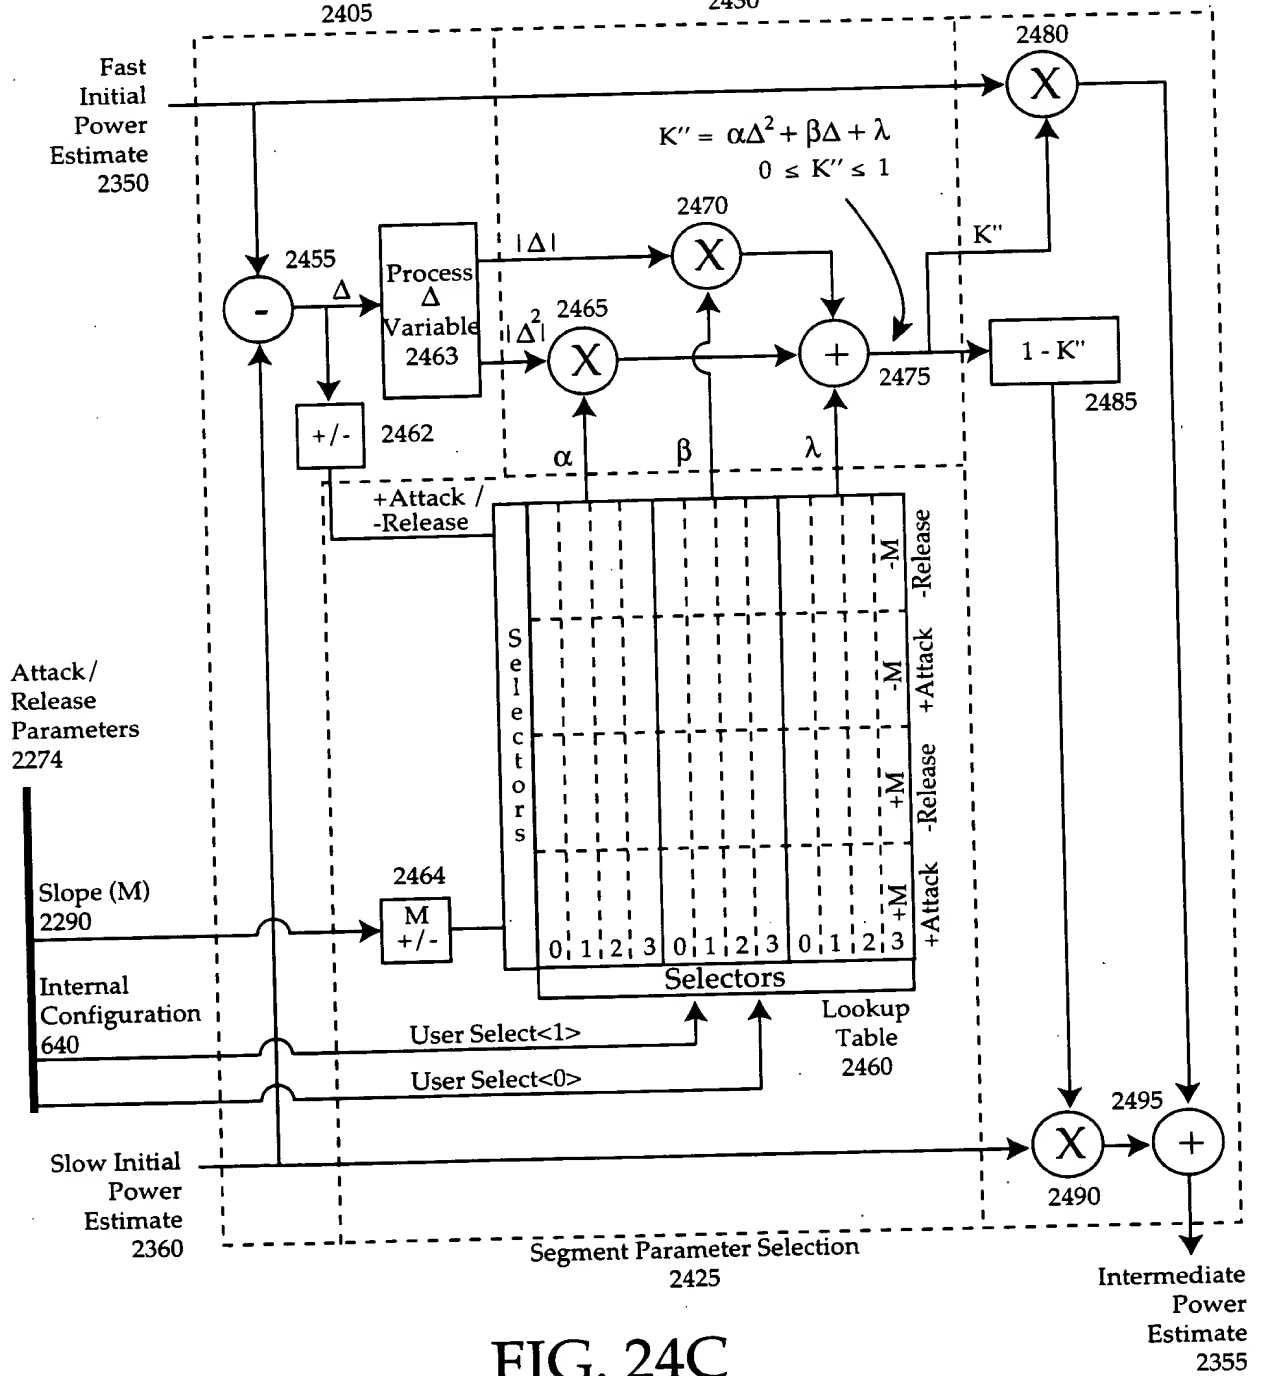 2405
2430
2480
Fast
Initial
Power
Estimate
2350
X
K″ = αΔ² + βΔ + λ
0 ≤ K″ ≤ 1
2470
K"
2455
|Δ|
X
Process
Δ
Variable
2463
Δ
-
2465
|Δ²|
X
+
2475
1 - K"
2485
+/-
2462
α
β
λ
+Attack /
-Release
Selectors
-M
-Release
-M
+Attack
+M
-Release
+M
+Attack
Attack/
Release
Parameters
2274
2464
Slope (M)
2290
M
+/-
0 1 2 3 0 1 2 3 0 1 2 3
Selectors
Internal
Configuration
640
User Select<1>
User Select<0>
Lookup
Table
2460
2495
Slow Initial
Power
Estimate
2360
X
+
2490
Segment Parameter Selection
2425
Intermediate
Power
Estimate
2355
FIG. 24C